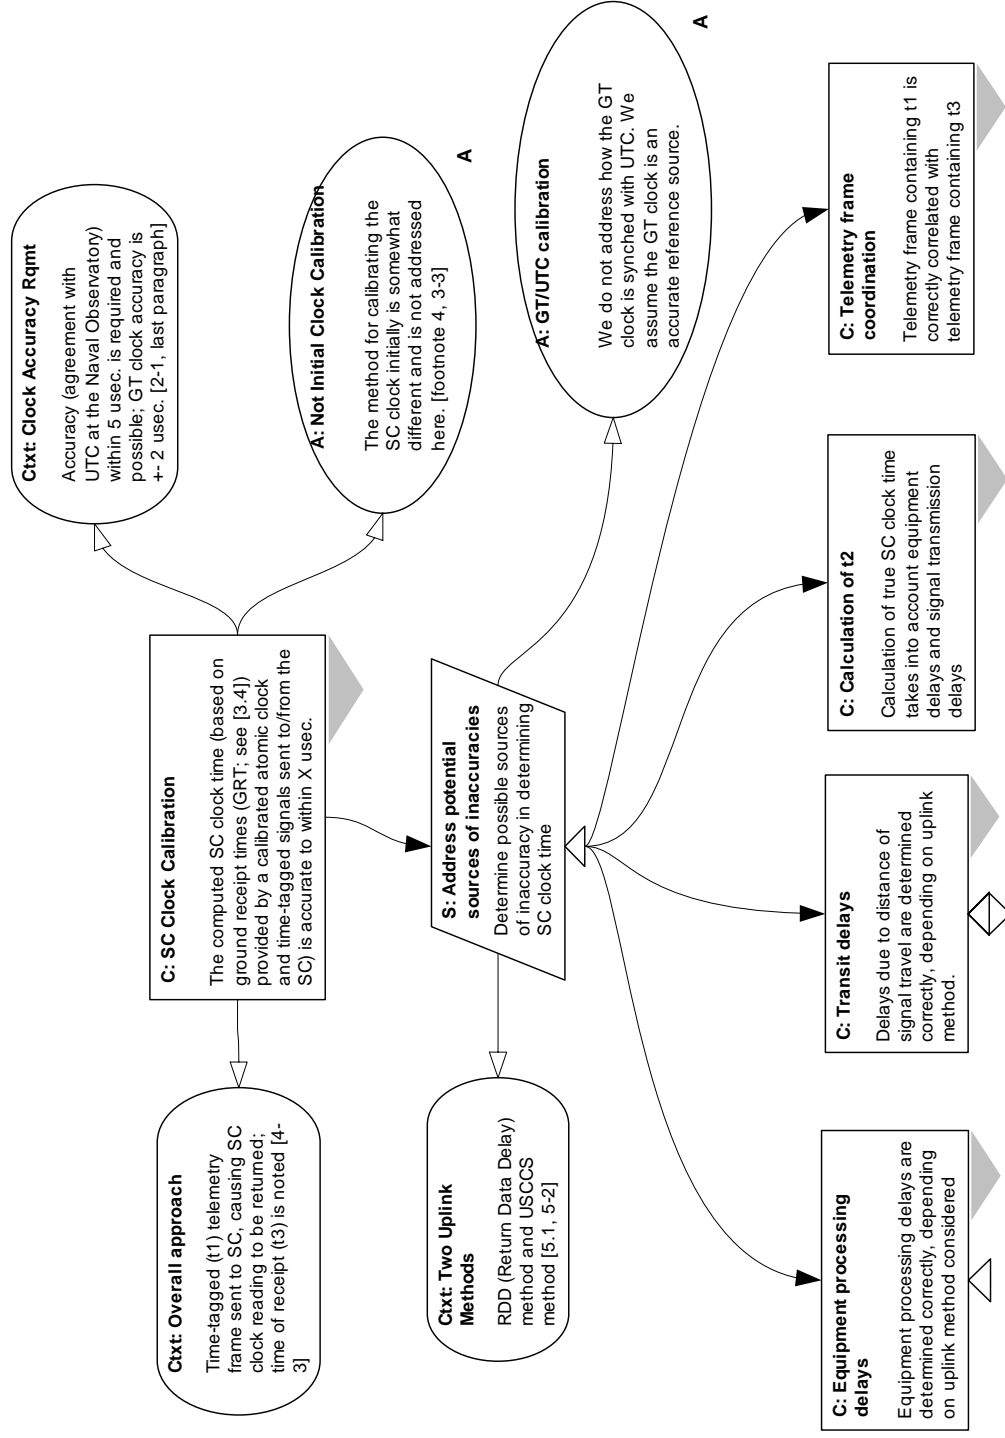 Ctxt: Overall approach
Time-tagged (t1) telemetry
frame sent to SC, causing SC
clock reading to be returned;
time of receipt (t3) is noted [4-
3]
C: SC Clock Calibration
The computed SC clock time (based on
ground receipt times (GRT; see [3.4])
provided by a calibrated atomic clock
and time-tagged signals sent to/from the
SC) is accurate to within X usec.
Ctxt: Clock Accuracy Rqmt
Accuracy (agreement with
UTC at the Naval Observatory)
within 5 usec. is required and
possible; GT clock accuracy is
+- 2 usec. [2-1, last paragraph]
A: Not Initial Clock Calibration
The method for calibrating the
SC clock initially is somewhat
different and is not addressed
here. [footnote 4, 3-3]
A
Ctxt: Two Uplink
Methods
RDD (Return Data Delay)
method and USCCS
method [5.1, 5-2]
S: Address potential
sources of inaccuracies
Determine possible sources
of inaccuracy in determining
SC clock time
A: GT/UTC calibration
We do not address how the GT
clock is synched with UTC. We
assume the GT clock is an
accurate reference source.
A
C: Equipment processing
delays
Equipment processing delays are
determined correctly, depending
on uplink method considered
C: Transit delays
Delays due to distance of
signal travel are determined
correctly, depending on uplink
method.
C: Calculation of t2
Calculation of true SC clock time
takes into account equipment
delays and signal transmission
delays
C: Telemetry frame
coordination
Telemetry frame containing t1 is
correctly correlated with
telemetry frame containing t3